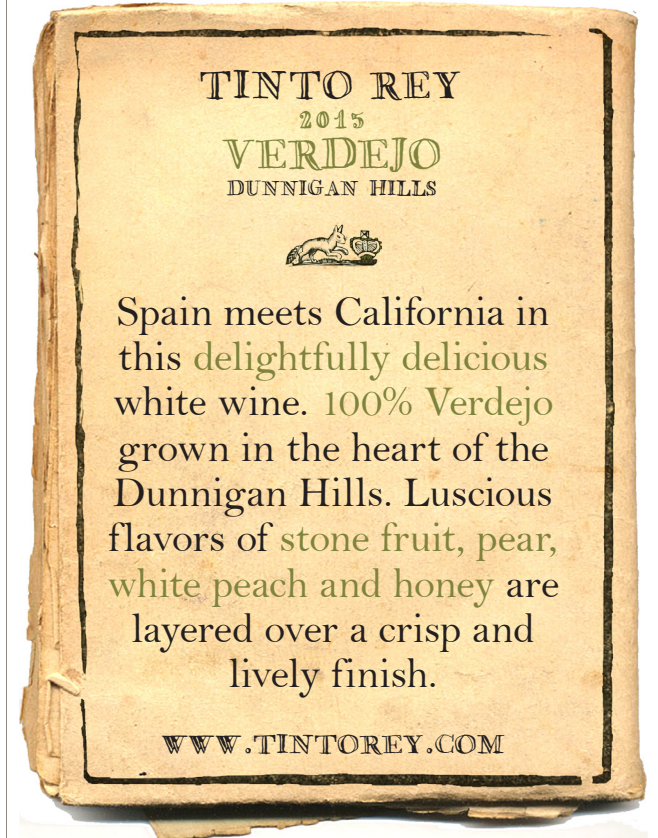 TINTO REY
2015
VERDEJO
DUNNIGAN HILLS
Spain meets California in
this delightfully delicious
white wine. 100% Verdejo
grown in the heart of the
Dunnigan Hills. Luscious
flavors of stone fruit, pear,
white peach and honey are
layered over a crisp and
lively finish.
WWW.TINTOREY.COM